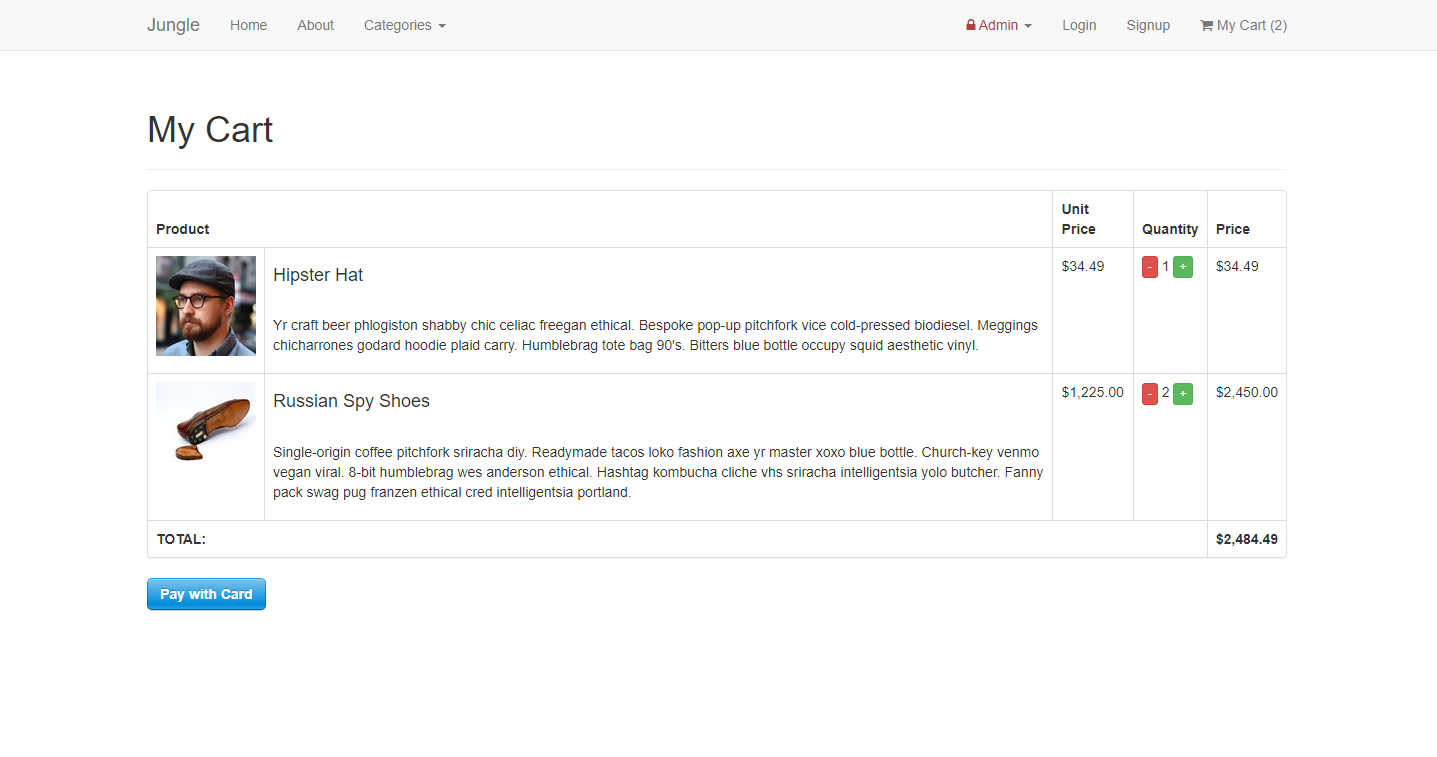 Jungle Home About Categories Admin Login Signup My Cart (2)
My Cart
Product Unit Price Quantity Price
Hipster Hat $34.49 - 1 + $34.49
Yr craft beer phlogiston shabby chic celiac freegan ethical. Bespoke pop-up pitchfork vice cold-pressed biodiesel. Meggings
chicharrones godard hoodie plaid carry. Humblebrag tote bag 90's. Bitters blue bottle occupy squid aesthetic vinyl.
Russian Spy Shoes $1,225.00 - 2 + $2,450.00
Single-origin coffee pitchfork sriracha diy. Readymade tacos loko fashion axe yr master xoxo blue bottle. Church-key venmo
vegan viral. 8-bit humblebrag wes anderson ethical. Hashtag kombucha cliche vhs sriracha intelligentsia yolo butcher. Fanny
pack swag pug franzen ethical cred intelligentsia portland.
TOTAL: $2,484.49
Pay with Card